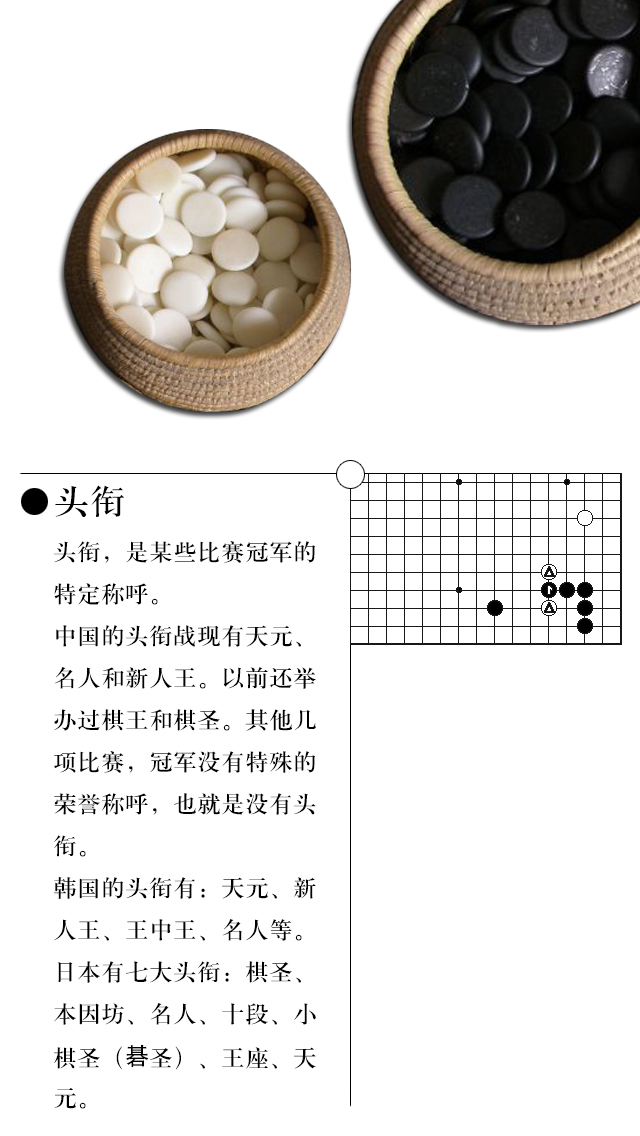 头衔
头衔，是某些比赛冠军的
特定称呼。
中国的头衔战现有天元、
名人和新人王。以前还举
办过棋王和棋圣。其他几
项比赛，冠军没有特殊的
荣誉称呼，也就是没有头
衔。
韩国的头衔有：天元、新
人王、王中王、名人等。
日本有七大头衔：棋圣、
本因坊、名人、十段、小
棋圣（碁圣）、王座、天
元。